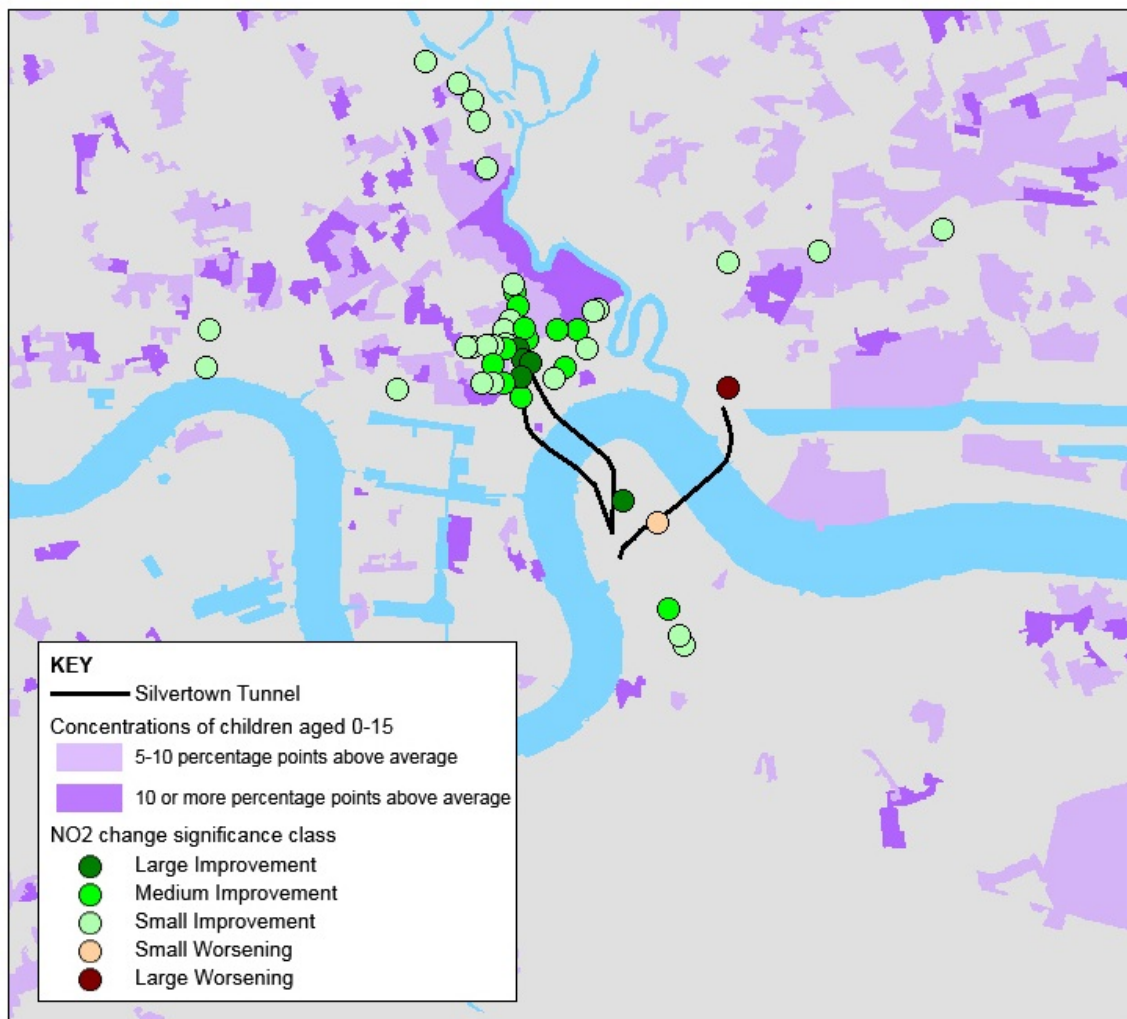 KEY
Silvertown Tunnel
Concentrations of children aged 0-15
5-10 percentage points above average
10 or more percentage points above average
NO2 change significance class
Large Improvement
Medium Improvement
Small Improvement
Small Worsening
Large Worsening